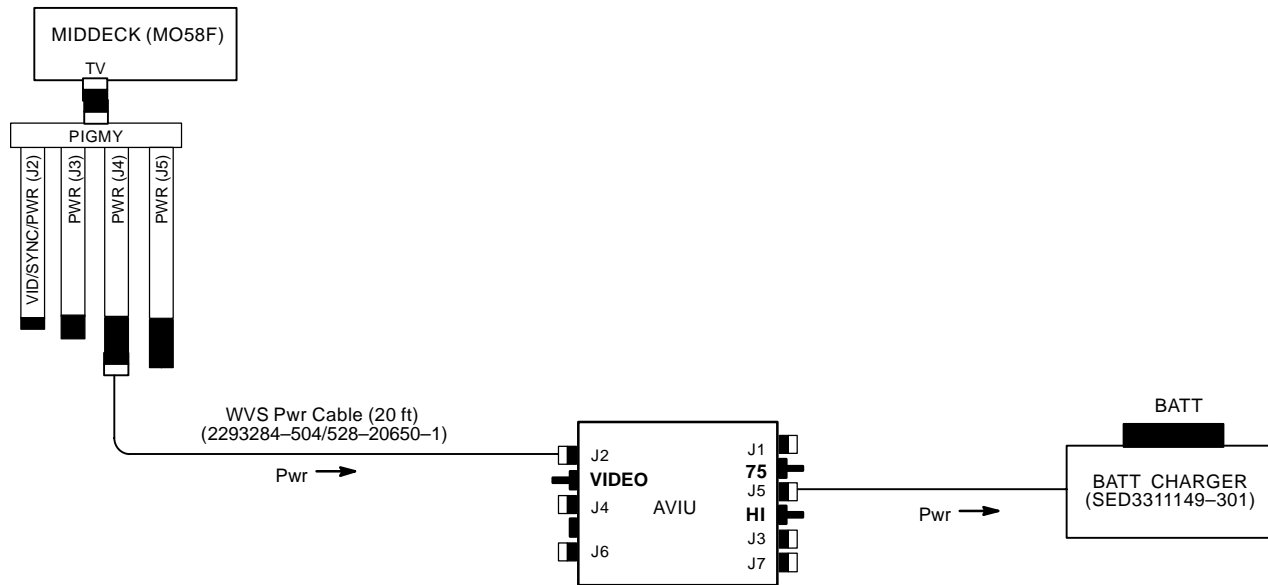 MIDDECK (MO58F)
TV
PIGMY
VID/SYNC/PWR (J2)
PWR (J3)
PWR (J4)
PWR (J5)
WVS Pwr Cable (20 ft)
(2293284–504/528–20650–1)
Pwr
J2
VIDEO
J4
J6
AVIU
J1
75
J5
HI
J3
J7
Pwr
BATT
BATT CHARGER
(SED3311149–301)